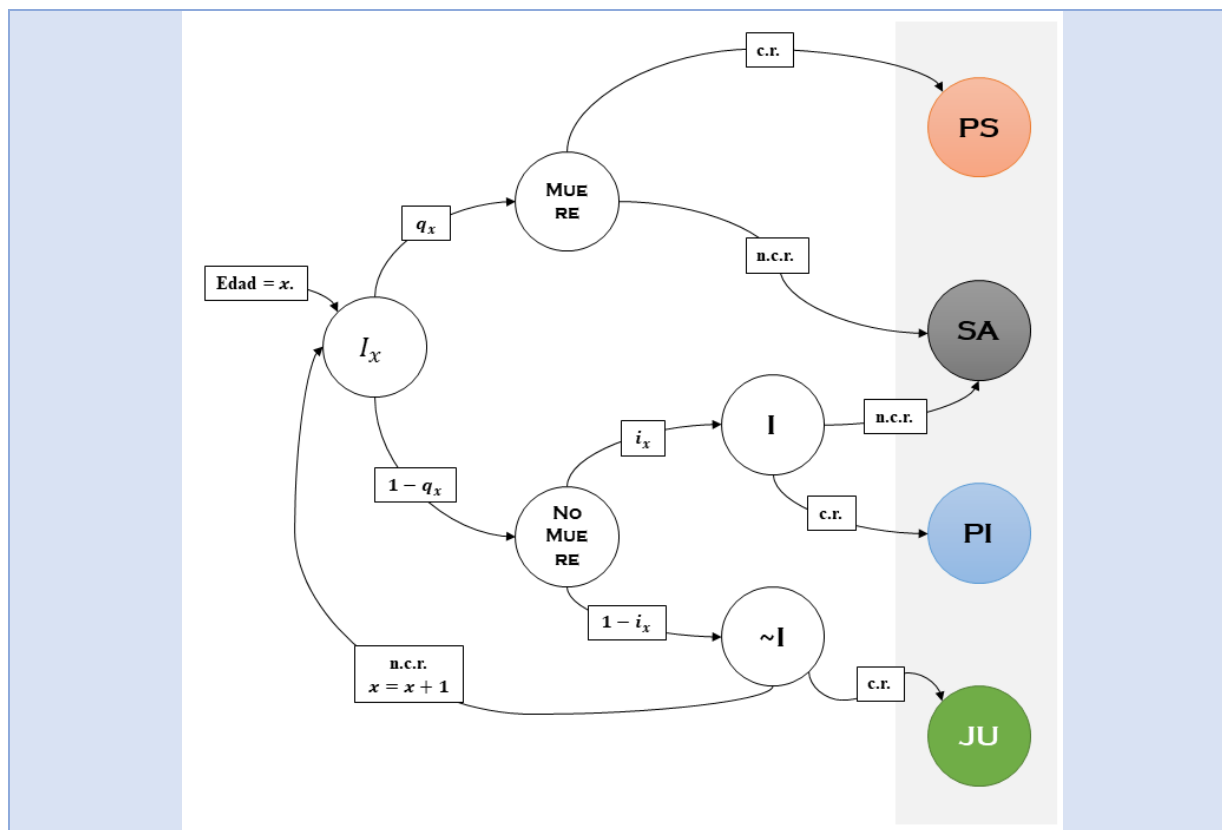 c.r.
PS
MUE
RE
q_x
n.c.r.
Edad = x.
I_x
SA
I
n.c.r.
i_x
1 − q_x
c.r.
NO
MUE
RE
PI
1 − i_x
~I
n.c.r.
x = x + 1
c.r.
JU